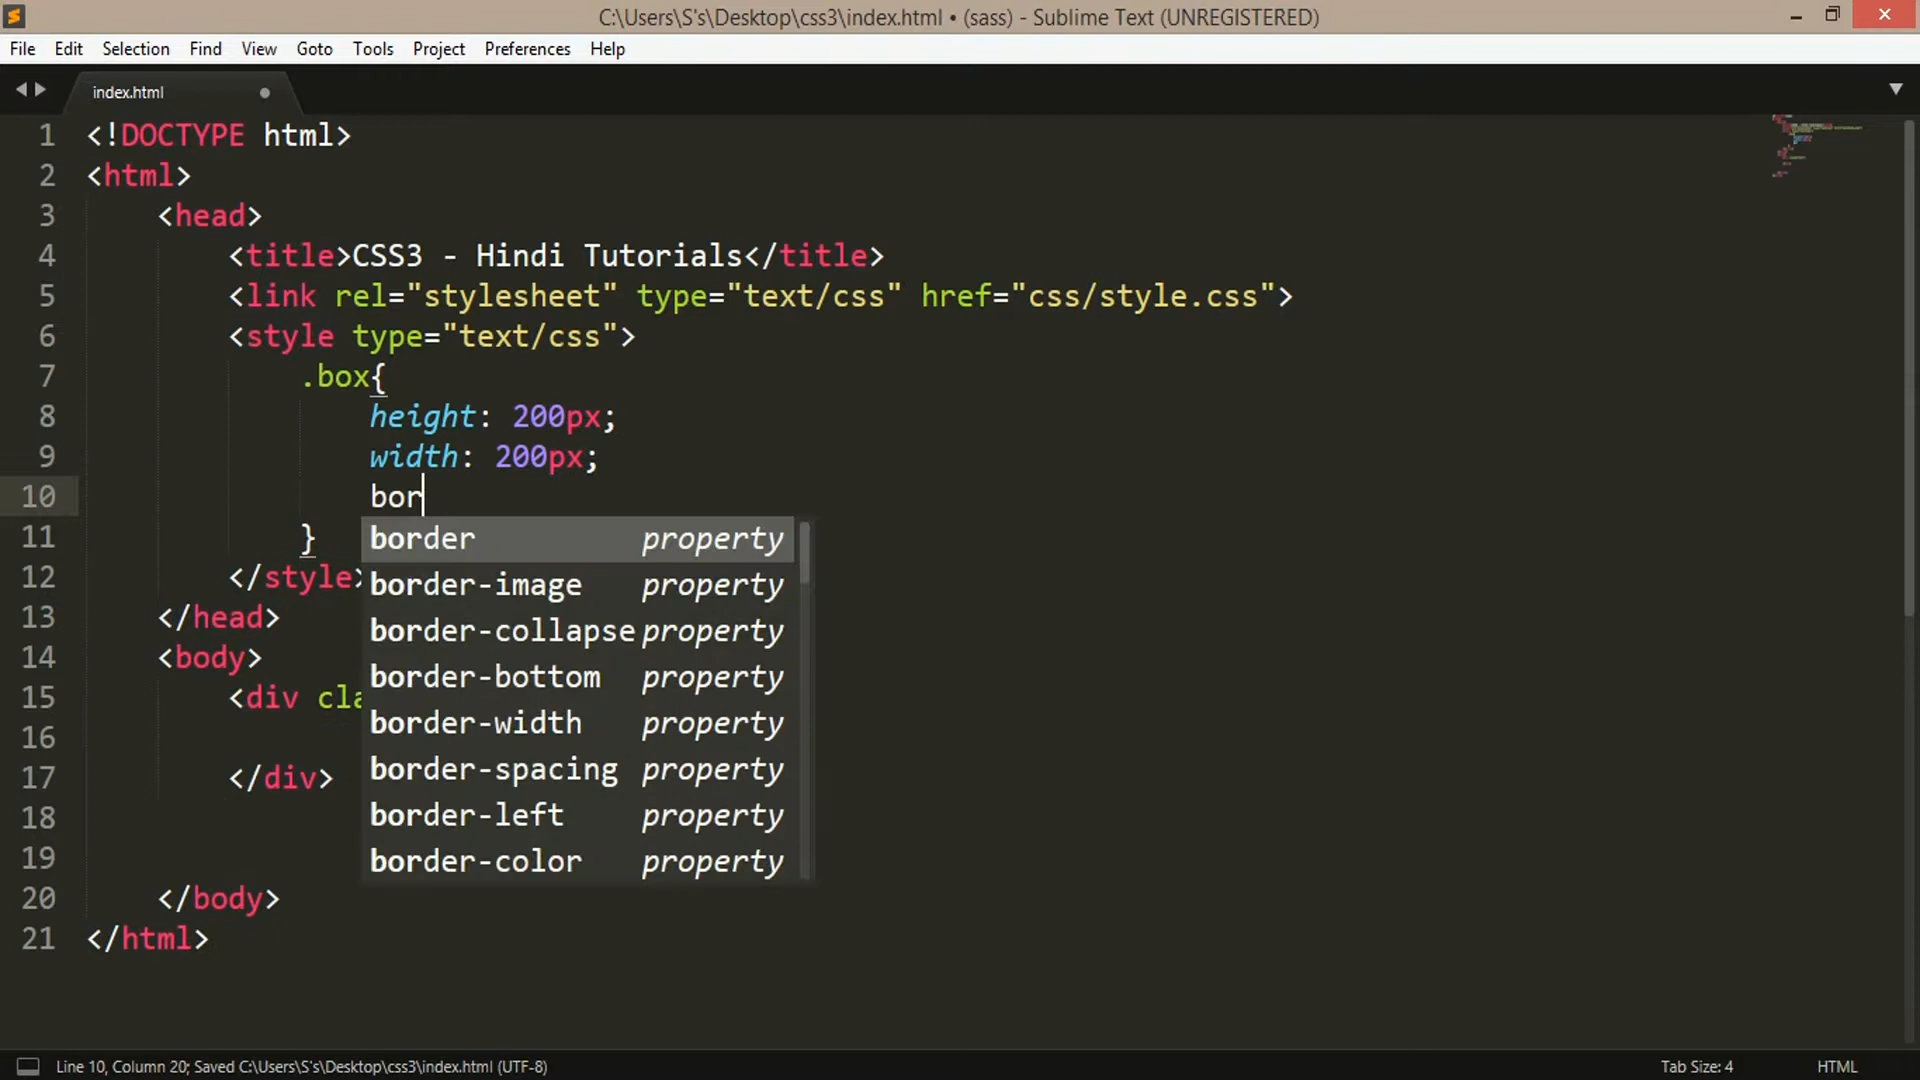 C:\Users\S's\Desktop\css3\index.html • (sass) - Sublime Text (UNREGISTERED)
File Edit Selection Find View Goto Tools Project Preferences Help
index.html
1 <!DOCTYPE html>
2 <html>
3 <head>
4 <title>CSS3 - Hindi Tutorials</title>
5 <link rel="stylesheet" type="text/css" href="css/style.css">
6 <style type="text/css">
7 .box{
8 height: 200px;
9 width: 200px;
10 bor
11 }
border property
border-image property
12 </style>
border-collapse property
13 </head>
14 <body>
border-bottom property
15 <div cla
border-width property
16
border-spacing property
17 </div>
border-left property
18
19
border-color property
20 </body>
21 </html>
Line 10, Column 20; Saved C:\Users\S's\Desktop\css3\index.html (UTF-8)
Tab Size: 4
HTML